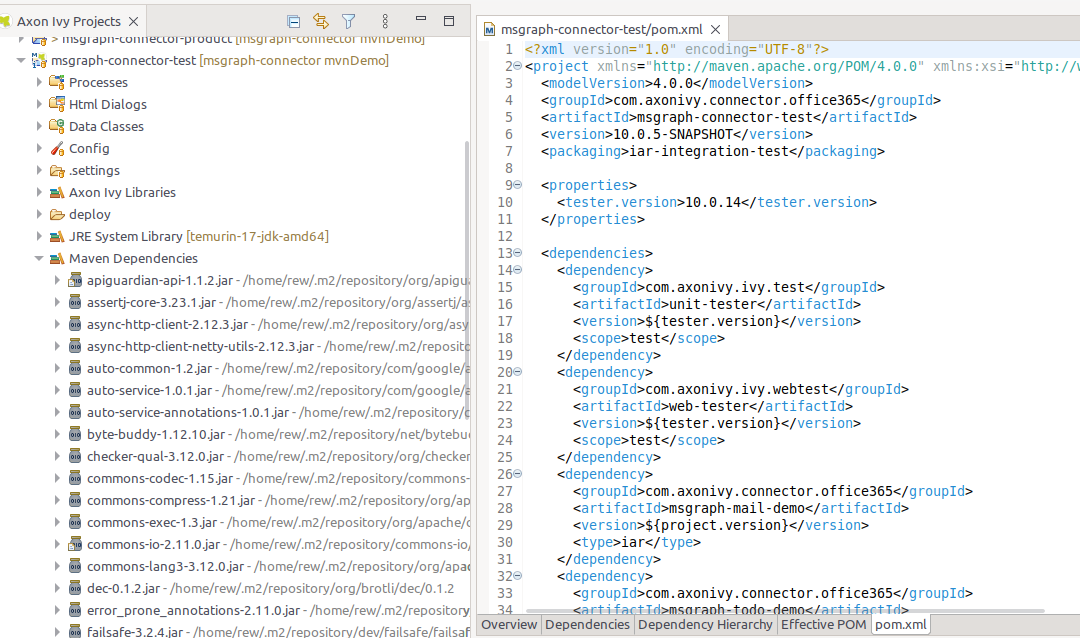 Axon Ivy Projects
> msgraph-connector-product [msgraph-connector mvnDemo]
msgraph-connector-test [msgraph-connector mvnDemo]
Processes
Html Dialogs
Data Classes
Config
.settings
Axon Ivy Libraries
deploy
JRE System Library [temurin-17-jdk-amd64]
Maven Dependencies
apiguardian-api-1.1.2.jar - /home/rew/.m2/repository/org/apigua
assertj-core-3.23.1.jar - /home/rew/.m2/repository/org/assertj/as
async-http-client-2.12.3.jar - /home/rew/.m2/repository/org/asy
async-http-client-netty-utils-2.12.3.jar - /home/rew/.m2/reposito
auto-common-1.2.jar - /home/rew/.m2/repository/com/google/a
auto-service-1.0.1.jar - /home/rew/.m2/repository/com/google/a
auto-service-annotations-1.0.1.jar - /home/rew/.m2/repository/c
byte-buddy-1.12.10.jar - /home/rew/.m2/repository/net/bytebuc
checker-qual-3.12.0.jar - /home/rew/.m2/repository/org/checker
commons-codec-1.15.jar - /home/rew/.m2/repository/commons-
commons-compress-1.21.jar - /home/rew/.m2/repository/org/ap
commons-exec-1.3.jar - /home/rew/.m2/repository/org/apache/c
commons-io-2.11.0.jar - /home/rew/.m2/repository/commons-io/
commons-lang3-3.12.0.jar - /home/rew/.m2/repository/org/apac
dec-0.1.2.jar - /home/rew/.m2/repository/org/brotli/dec/0.1.2
error_prone_annotations-2.11.0.jar - /home/rew/.m2/repository
failsafe-3.2.4.jar - /home/rew/.m2/repository/dev/failsafe/failsaf
msgraph-connector-test/pom.xml
1 <?xml version="1.0" encoding="UTF-8"?>
2 <project xmlns="http://maven.apache.org/POM/4.0.0" xmlns:xsi="http://w
3 <modelVersion>4.0.0</modelVersion>
4 <groupId>com.axonivy.connector.office365</groupId>
5 <artifactId>msgraph-connector-test</artifactId>
6 <version>10.0.5-SNAPSHOT</version>
7 <packaging>iar-integration-test</packaging>
8
9 <properties>
10 <tester.version>10.0.14</tester.version>
11 </properties>
12
13 <dependencies>
14 <dependency>
15 <groupId>com.axonivy.ivy.test</groupId>
16 <artifactId>unit-tester</artifactId>
17 <version>${tester.version}</version>
18 <scope>test</scope>
19 </dependency>
20 <dependency>
21 <groupId>com.axonivy.ivy.webtest</groupId>
22 <artifactId>web-tester</artifactId>
23 <version>${tester.version}</version>
24 <scope>test</scope>
25 </dependency>
26 <dependency>
27 <groupId>com.axonivy.connector.office365</groupId>
28 <artifactId>msgraph-mail-demo</artifactId>
29 <version>${project.version}</version>
30 <type>iar</type>
31 </dependency>
32 <dependency>
33 <groupId>com.axonivy.connector.office365</groupId>
34 <artifactId>msgraph-todo-demo</artifactId>
Overview Dependencies Dependency Hierarchy Effective POM pom.xml